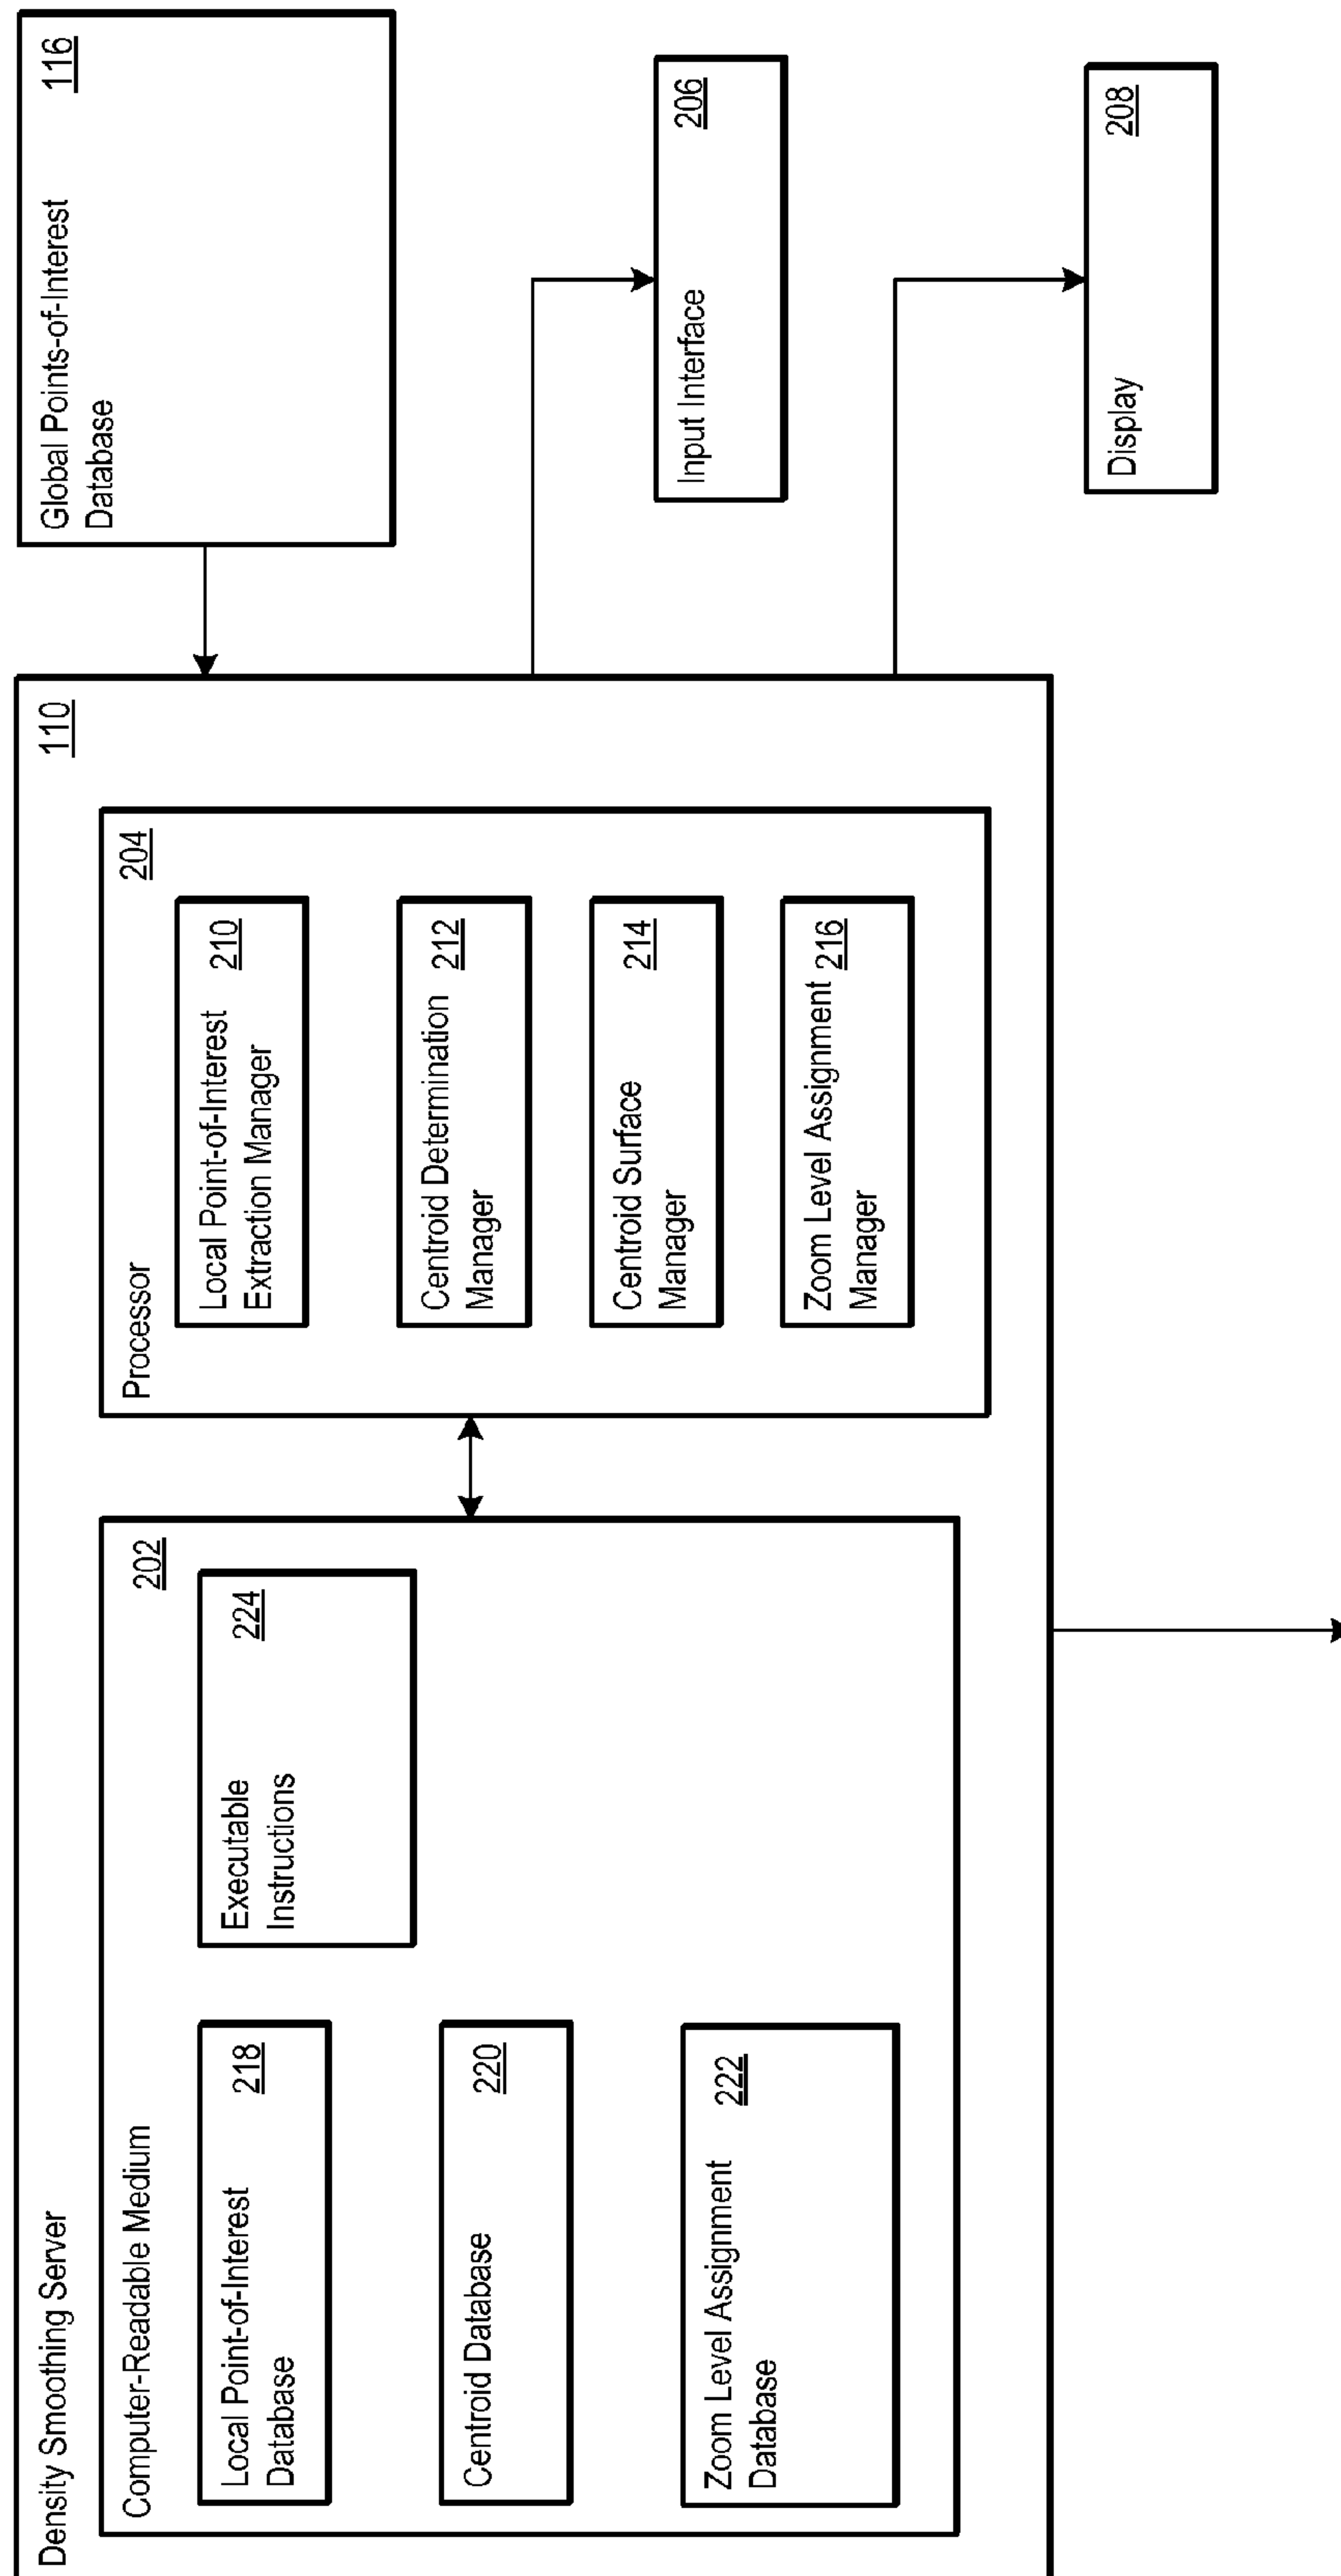 Density Smoothing Server
110
Computer-Readable Medium
202
Local Point-of-Interest
Database
218
Executable
Instructions
224
Centroid Database
220
Zoom Level Assignment
Database
222
Processor
204
Local Point-of-Interest
Extraction Manager
210
Centroid Determination
Manager
212
Centroid Surface
Manager
214
Zoom Level Assignment
Manager
216
Global Points-of-Interest
Database
116
Input Interface
206
Display
208